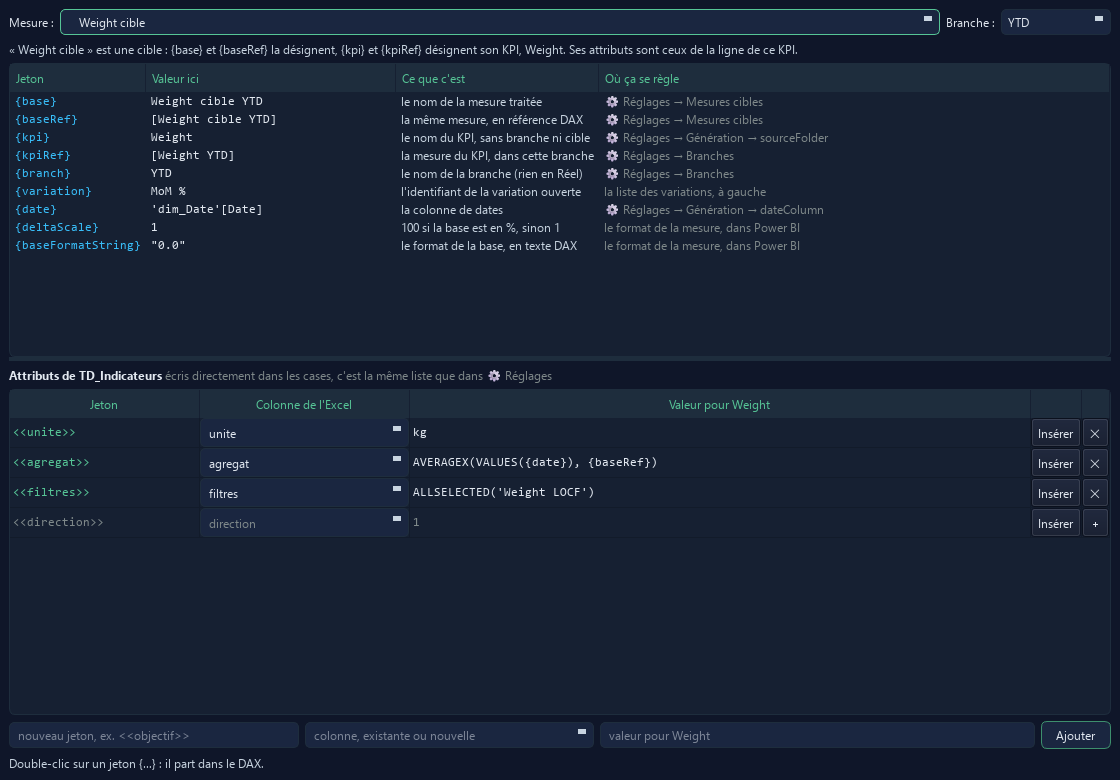 Mesure : Weight cible Branche : YTD
« Weight cible » est une cible : {base} et {baseRef} la désignent, {kpi} et {kpiRef} désignent son KPI, Weight. Ses attributs sont ceux de la ligne de ce KPI.
Jeton Valeur ici Ce que c'est Où ça se règle
{base} Weight cible YTD le nom de la mesure traitée Réglages → Mesures cibles
{baseRef} [Weight cible YTD] la même mesure, en référence DAX Réglages → Mesures cibles
{kpi} Weight le nom du KPI, sans branche ni cible Réglages → Génération → sourceFolder
{kpiRef} [Weight YTD] la mesure du KPI, dans cette branche Réglages → Branches
{branch} YTD le nom de la branche (rien en Réel) Réglages → Branches
{variation} MoM % l'identifiant de la variation ouverte la liste des variations, à gauche
{date} 'dim_Date'[Date] la colonne de dates Réglages → Génération → dateColumn
{deltaScale} 1 100 si la base est en %, sinon 1 le format de la mesure, dans Power BI
{baseFormatString} "0.0" le format de la base, en texte DAX le format de la mesure, dans Power BI
Attributs de TD_Indicateurs écris directement dans les cases, c'est la même liste que dans Réglages
Jeton Colonne de l'Excel Valeur pour Weight
<<unite>> unite kg Insérer ×
<<agregat>> agregat AVERAGEX(VALUES({date}), {baseRef}) Insérer ×
<<filtres>> filtres ALLSELECTED('Weight LOCF') Insérer ×
<<direction>> direction 1 Insérer +
nouveau jeton, ex. <<objectif>> colonne, existante ou nouvelle valeur pour Weight Ajouter
Double-clic sur un jeton {...} : il part dans le DAX.